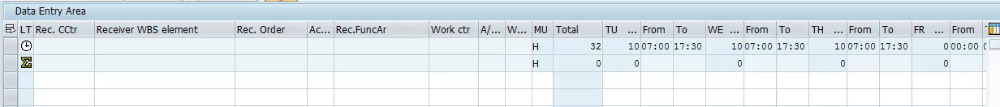 Data Entry Area
LT Rec. CCtr Receiver WBS element Rec. Order Ac... Rec.FuncAr Work ctr A/... W... MU Total TU ... From To WE ... From To TH ... From To FR ... From
H 32 10 07:00 17:30 10 07:00 17:30 10 07:00 17:30 0 00:00
H 0 0 0 0 0